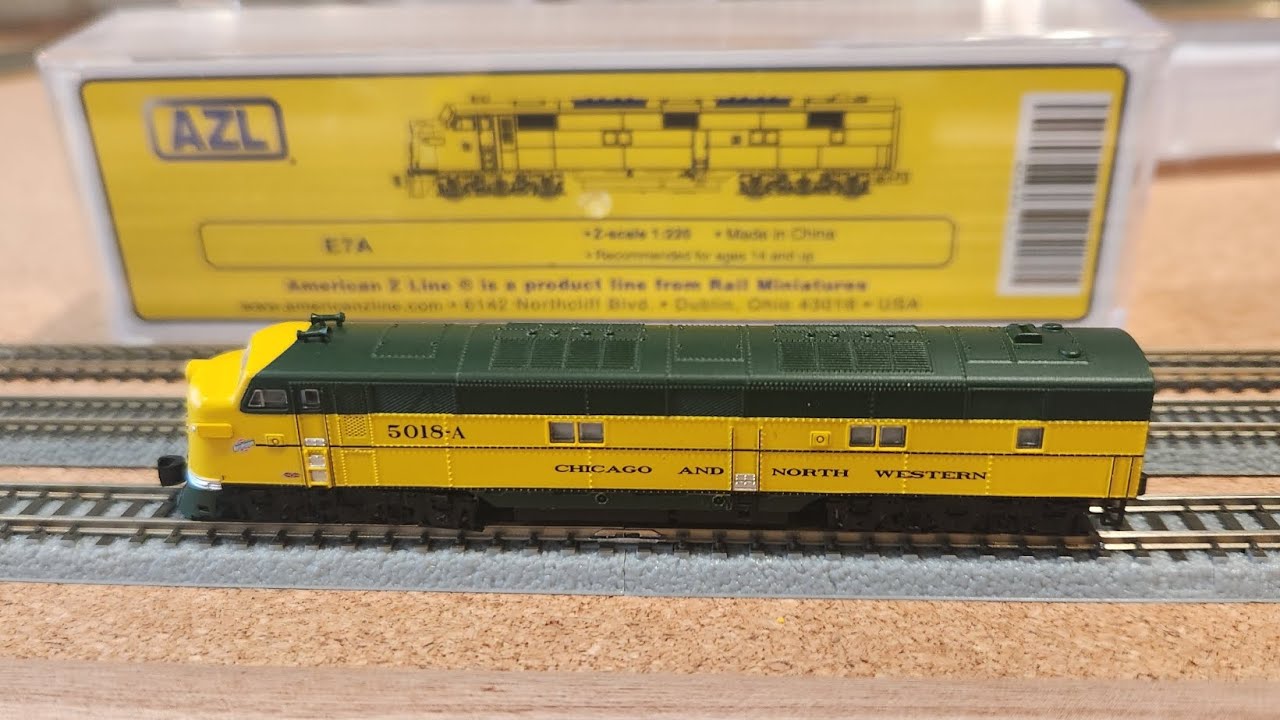 AZL
E7A
• Z-scale 1:220 • Made in China
• Recommended for ages 14 and up
American Z Line © is a product line from Rail Miniatures
www.americanzline.com • 6142 Northcliff Blvd. • Dublin, Ohio 43016 • USA
5018-A
CHICAGO AND NORTH WESTERN